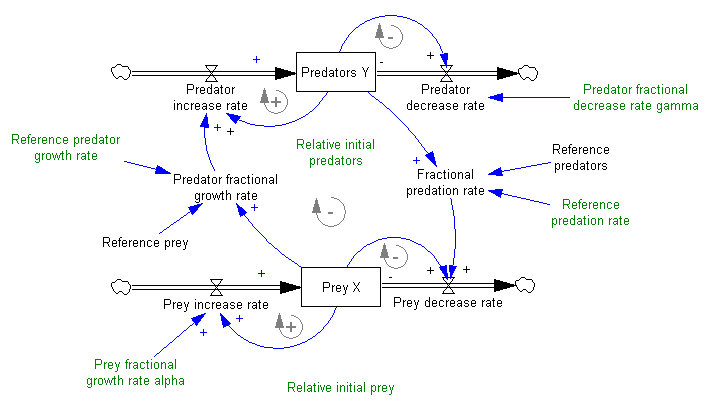 Predators Y
Predator
increase rate
Predator
decrease rate
Predator fractional
decrease rate gamma
Reference predator
growth rate
Relative initial
predators
Reference
predators
Predator fractional
growth rate
Fractional
predation rate
Reference
predation rate
Reference prey
Prey X
Prey increase rate
Prey decrease rate
Prey fractional
growth rate alpha
Relative initial prey